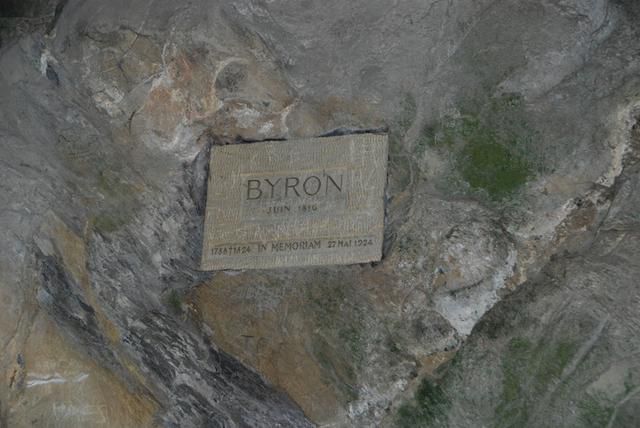 BYRON
JUIN 1816
1788 † 1824 IN MEMORIAM 27 MAI 1924